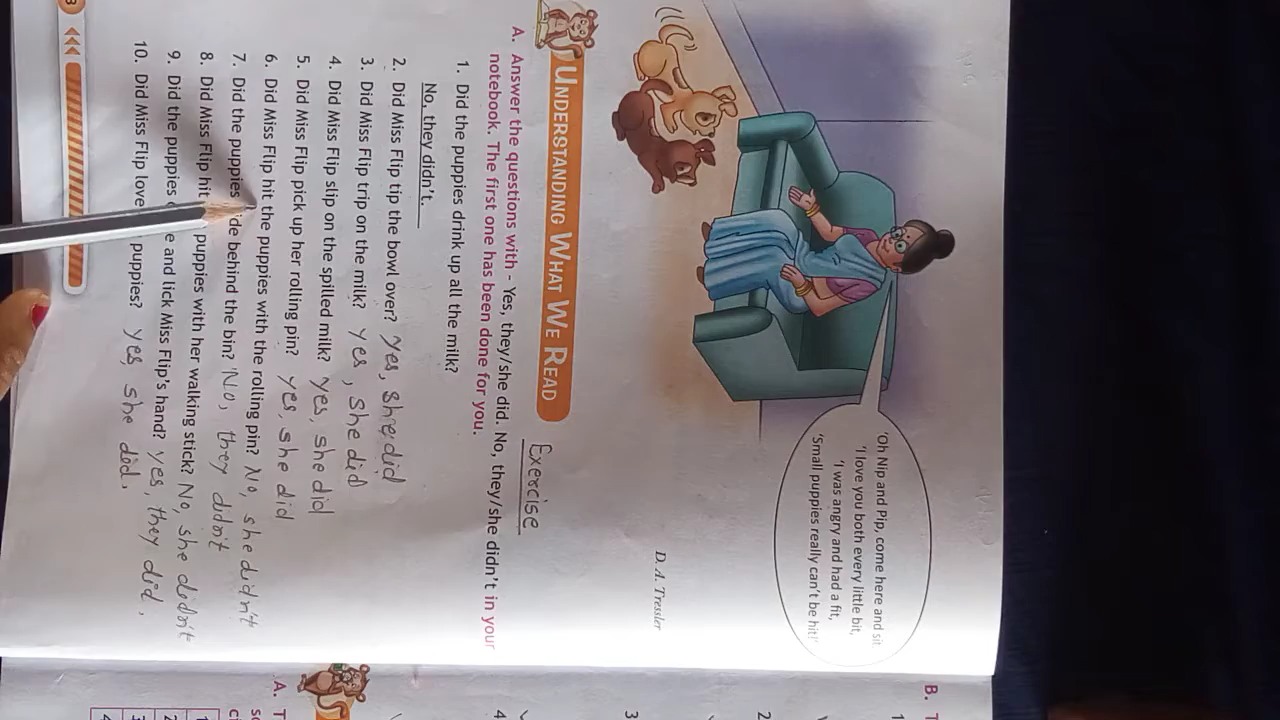 'Oh Nip and Pip, come here and sit
'I love you both every little bit,
'I was angry and had a fit,
'Small puppies really can't be hit!'
D. A. Tressler
UNDERSTANDING WHAT WE READ
Exercise
A. Answer the questions with - Yes, they/she did. No, they/she didn't in your
notebook. The first one has been done for you.
1. Did the puppies drink up all the milk?
No, they didn't.
2. Did Miss Flip tip the bowl over? Yes, she did
3. Did Miss Flip trip on the milk? Yes, she did
4. Did Miss Flip slip on the spilled milk? Yes, she did
5. Did Miss Flip pick up her rolling pin? Yes, she did
6. Did Miss Flip hit the puppies with the rolling pin? No, she didn't
7. Did the puppies behind the bin? No, they didn't
8. Did Miss Flip hit puppies with her walking stick? No, she didn't
9. Did the puppies and lick Miss Flip's hand? Yes, they did.
10. Did Miss Flip love puppies? Yes, she did.
B. T
1
2
3
4
A. T